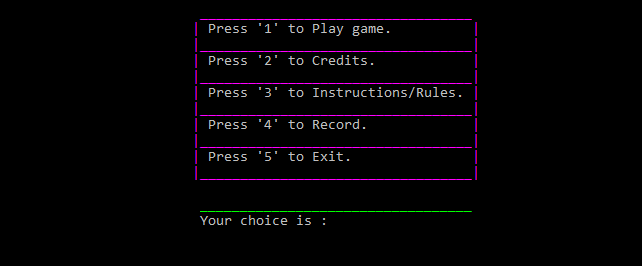 Press '1' to Play game.
Press '2' to Credits.
Press '3' to Instructions/Rules.
Press '4' to Record.
Press '5' to Exit.
Your choice is :